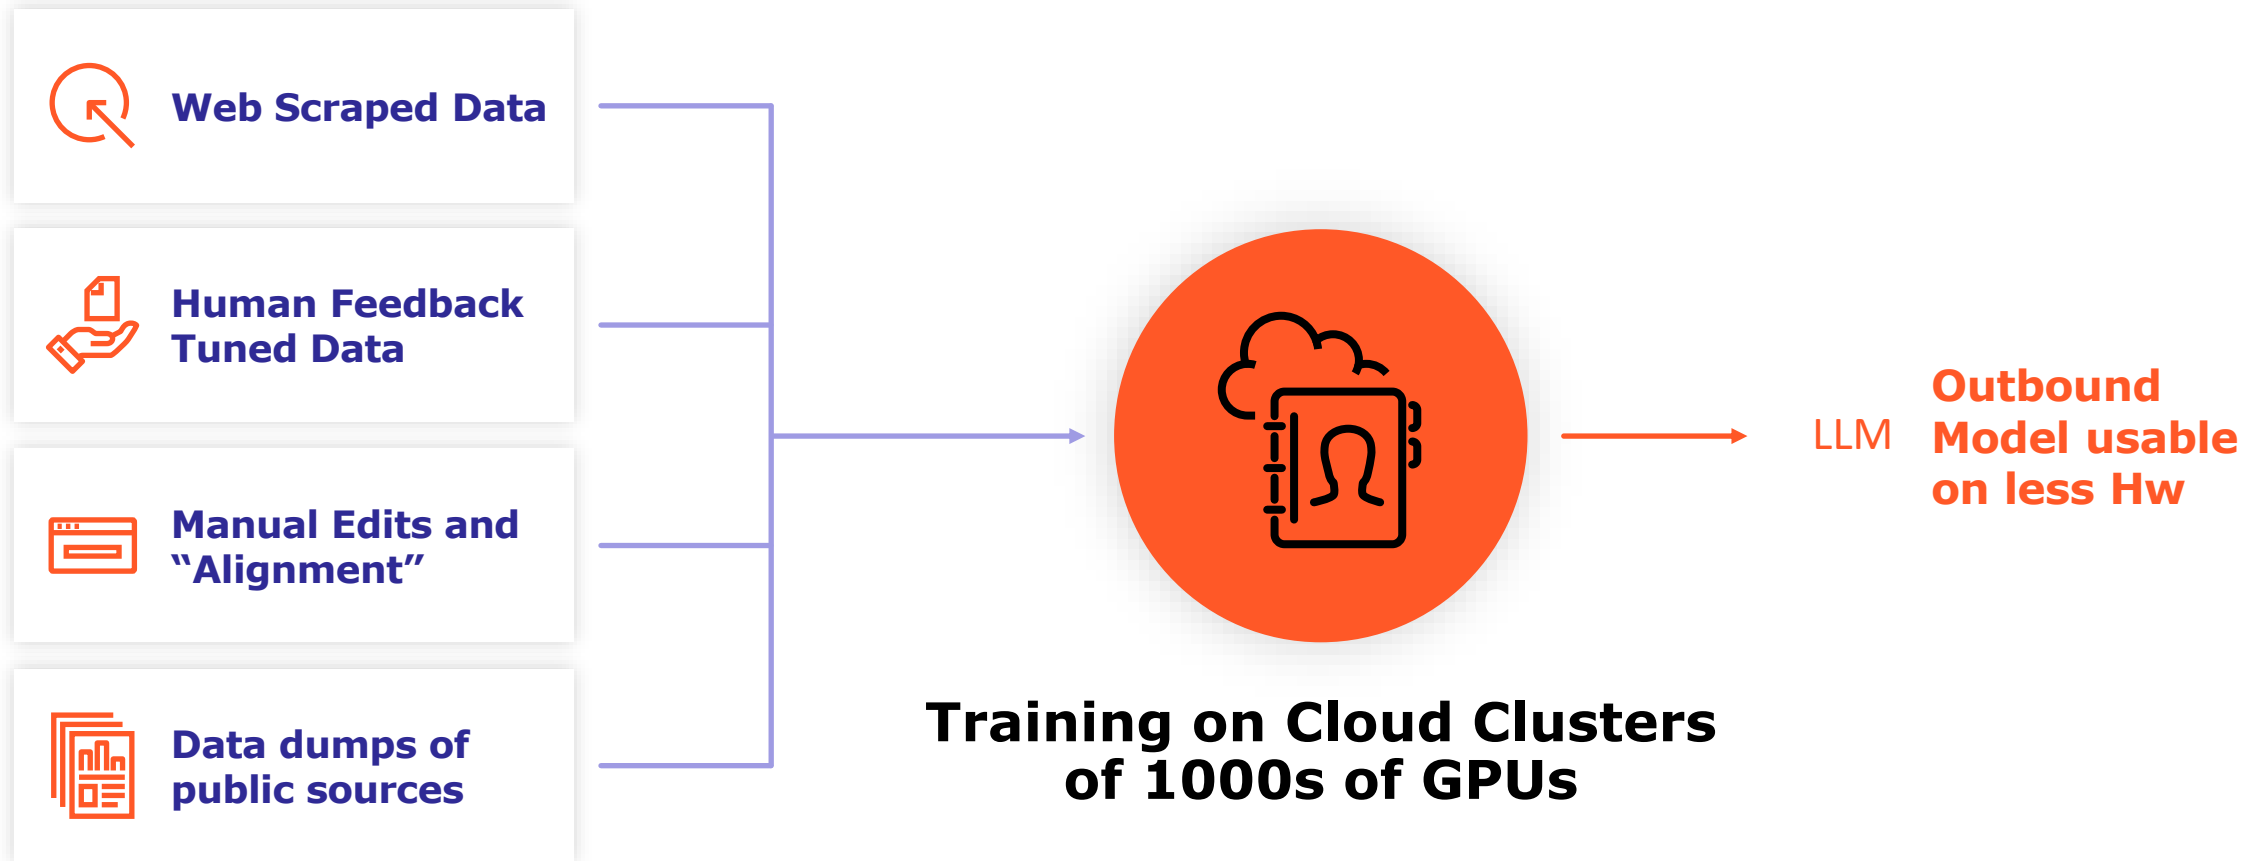 Web Scraped Data
Human Feedback
Tuned Data
Manual Edits and
“Alignment”
Data dumps of
public sources
Training on Cloud Clusters
of 1000s of GPUs
LLM
Outbound
Model usable
on less Hw